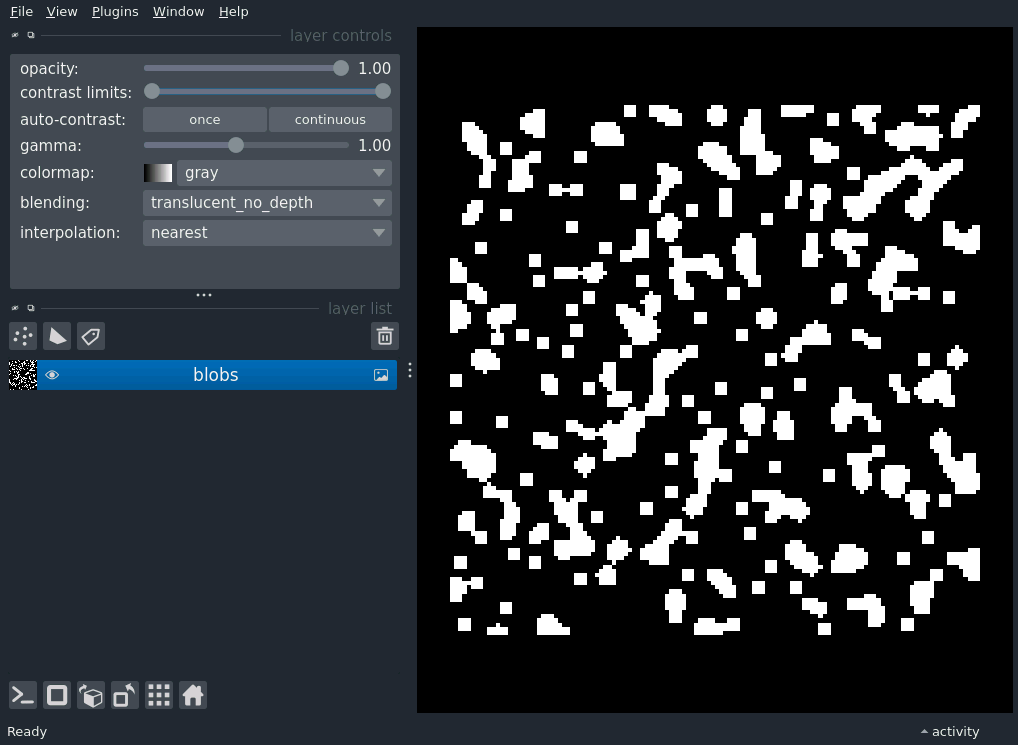 File View Plugins Window Help
layer controls
opacity: 1.00
contrast limits:
auto-contrast: once continuous
gamma: 1.00
colormap: gray
blending: translucent_no_depth
interpolation: nearest
layer list
blobs
Ready activity